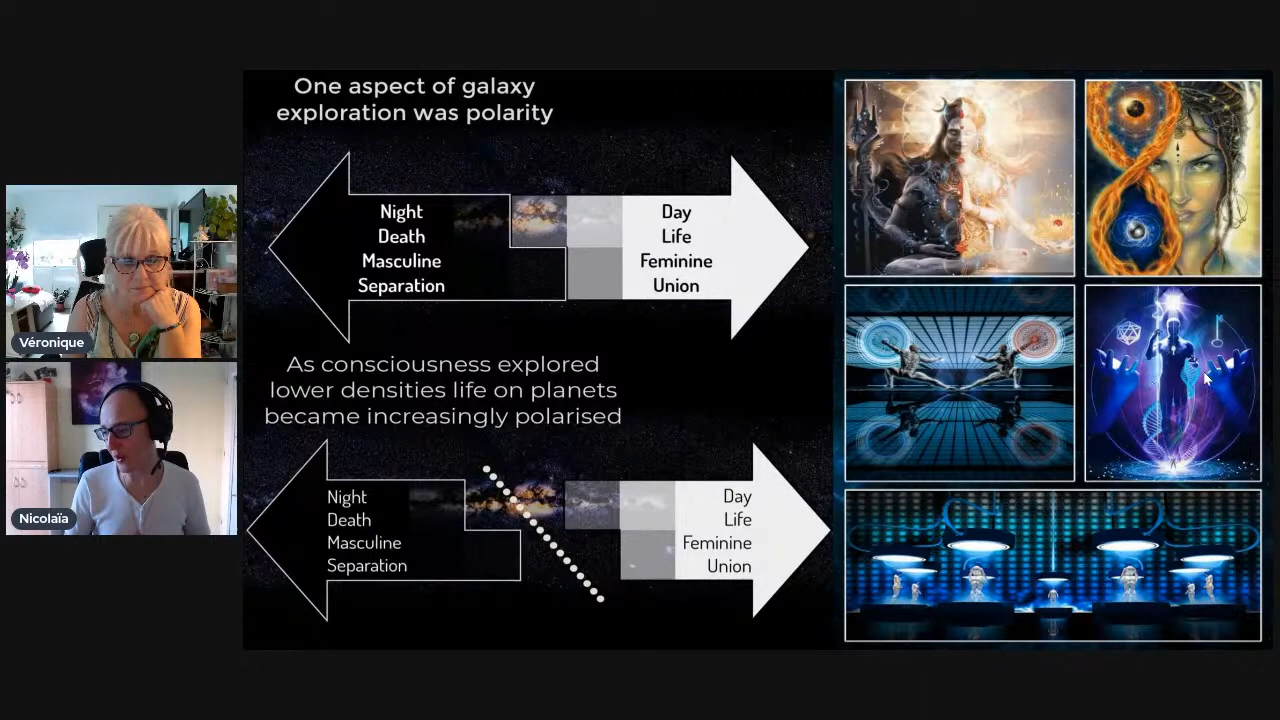 One aspect of galaxy
exploration was polarity
Night
Death
Masculine
Separation
Day
Life
Feminine
Union
Véronique
As consciousness explored
lower densities life on planets
became increasingly polarised
Nicolaïa
Night
Death
Masculine
Separation
Day
Life
Feminine
Union